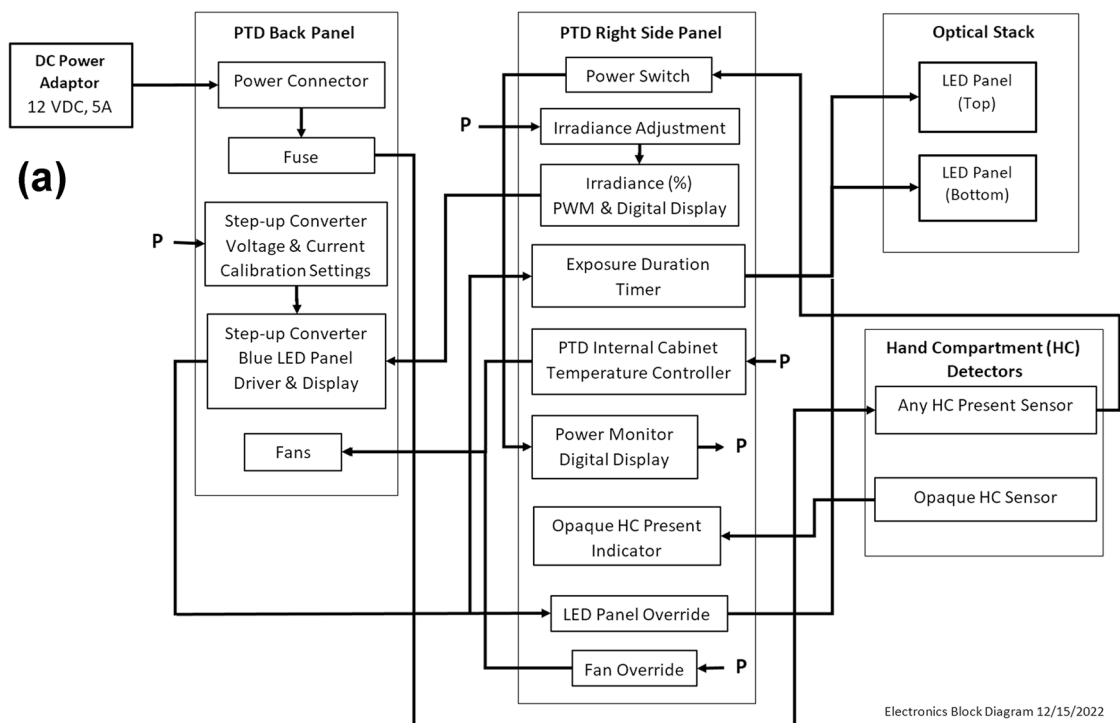 PTD Back Panel
PTD Right Side Panel
Optical Stack
DC Power
Adaptor
12 VDC, 5A
Power Connector
Fuse
(a)
P
Step-up Converter
Voltage & Current
Calibration Settings
Step-up Converter
Blue LED Panel
Driver & Display
Fans
Power Switch
P
Irradiance Adjustment
Irradiance (%)
PWM & Digital Display
Exposure Duration
Timer
PTD Internal Cabinet
Temperature Controller
P
Power Monitor
Digital Display
P
Opaque HC Present
Indicator
LED Panel Override
Fan Override
P
LED Panel
(Top)
LED Panel
(Bottom)
Hand Compartment (HC)
Detectors
Any HC Present Sensor
Opaque HC Sensor
Electronics Block Diagram 12/15/2022